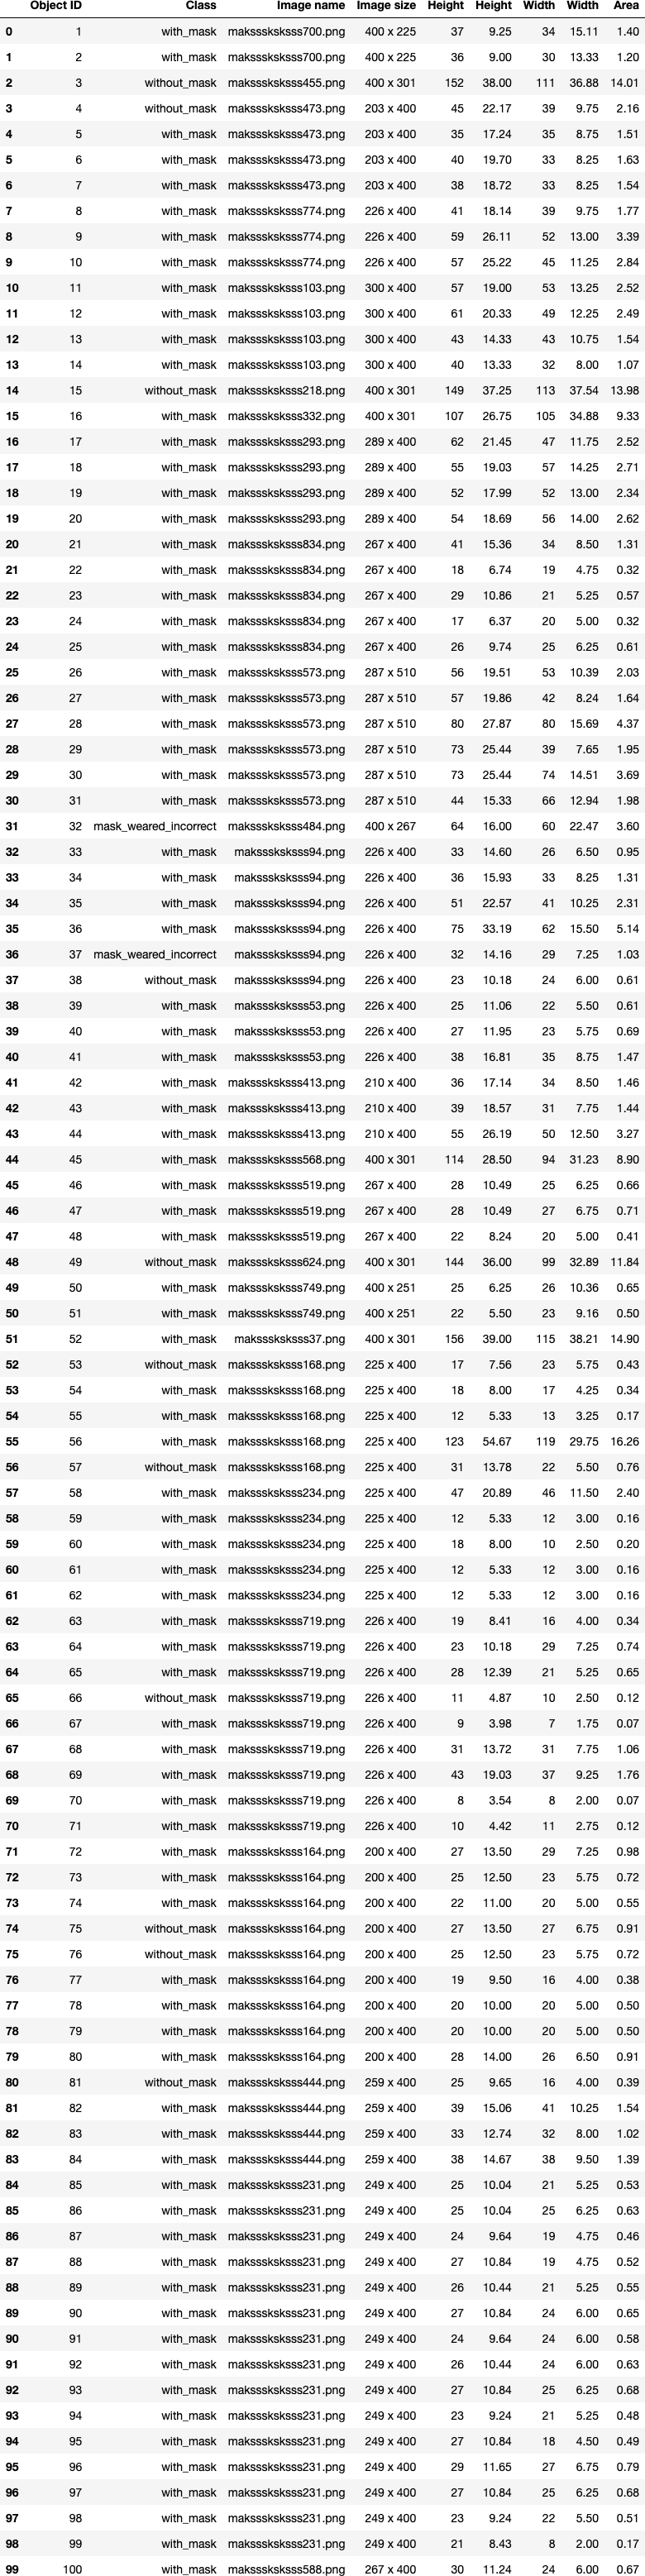 Object ID Class Image name Image size Height Height Width Width Area
0 1 with_mask maksssksksss700.png 400 x 225 37 9.25 34 15.11 1.40
1 2 with_mask maksssksksss700.png 400 x 225 36 9.00 30 13.33 1.20
2 3 without_mask maksssksksss455.png 400 x 301 152 38.00 111 36.88 14.01
3 4 without_mask maksssksksss473.png 203 x 400 45 22.17 39 9.75 2.16
4 5 with_mask maksssksksss473.png 203 x 400 35 17.24 35 8.75 1.51
5 6 with_mask maksssksksss473.png 203 x 400 40 19.70 33 8.25 1.63
6 7 with_mask maksssksksss473.png 203 x 400 38 18.72 33 8.25 1.54
7 8 with_mask maksssksksss774.png 226 x 400 41 18.14 39 9.75 1.77
8 9 with_mask maksssksksss774.png 226 x 400 59 26.11 52 13.00 3.39
9 10 with_mask maksssksksss774.png 226 x 400 57 25.22 45 11.25 2.84
10 11 with_mask maksssksksss103.png 300 x 400 57 19.00 53 13.25 2.52
11 12 with_mask maksssksksss103.png 300 x 400 61 20.33 49 12.25 2.49
12 13 with_mask maksssksksss103.png 300 x 400 43 14.33 43 10.75 1.54
13 14 with_mask maksssksksss103.png 300 x 400 40 13.33 32 8.00 1.07
14 15 without_mask maksssksksss218.png 400 x 301 149 37.25 113 37.54 13.98
15 16 with_mask maksssksksss332.png 400 x 301 107 26.75 105 34.88 9.33
16 17 with_mask maksssksksss293.png 289 x 400 62 21.45 47 11.75 2.52
17 18 with_mask maksssksksss293.png 289 x 400 55 19.03 57 14.25 2.71
18 19 with_mask maksssksksss293.png 289 x 400 52 17.99 52 13.00 2.34
19 20 with_mask maksssksksss293.png 289 x 400 54 18.69 56 14.00 2.62
20 21 with_mask maksssksksss834.png 267 x 400 41 15.36 34 8.50 1.31
21 22 with_mask maksssksksss834.png 267 x 400 18 6.74 19 4.75 0.32
22 23 with_mask maksssksksss834.png 267 x 400 29 10.86 21 5.25 0.57
23 24 with_mask maksssksksss834.png 267 x 400 17 6.37 20 5.00 0.32
24 25 with_mask maksssksksss834.png 267 x 400 26 9.74 25 6.25 0.61
25 26 with_mask maksssksksss573.png 287 x 510 56 19.51 53 10.39 2.03
26 27 with_mask maksssksksss573.png 287 x 510 57 19.86 42 8.24 1.64
27 28 with_mask maksssksksss573.png 287 x 510 80 27.87 80 15.69 4.37
28 29 with_mask maksssksksss573.png 287 x 510 73 25.44 39 7.65 1.95
29 30 with_mask maksssksksss573.png 287 x 510 73 25.44 74 14.51 3.69
30 31 with_mask maksssksksss573.png 287 x 510 44 15.33 66 12.94 1.98
31 32 mask_weared_incorrect maksssksksss484.png 400 x 267 64 16.00 60 22.47 3.60
32 33 with_mask maksssksksss94.png 226 x 400 33 14.60 26 6.50 0.95
33 34 with_mask maksssksksss94.png 226 x 400 36 15.93 33 8.25 1.31
34 35 with_mask maksssksksss94.png 226 x 400 51 22.57 41 10.25 2.31
35 36 with_mask maksssksksss94.png 226 x 400 75 33.19 62 15.50 5.14
36 37 mask_weared_incorrect maksssksksss94.png 226 x 400 32 14.16 29 7.25 1.03
37 38 without_mask maksssksksss94.png 226 x 400 23 10.18 24 6.00 0.61
38 39 with_mask maksssksksss53.png 226 x 400 25 11.06 22 5.50 0.61
39 40 with_mask maksssksksss53.png 226 x 400 27 11.95 23 5.75 0.69
40 41 with_mask maksssksksss53.png 226 x 400 38 16.81 35 8.75 1.47
41 42 with_mask maksssksksss413.png 210 x 400 36 17.14 34 8.50 1.46
42 43 with_mask maksssksksss413.png 210 x 400 39 18.57 31 7.75 1.44
43 44 with_mask maksssksksss413.png 210 x 400 55 26.19 50 12.50 3.27
44 45 with_mask maksssksksss568.png 400 x 301 114 28.50 94 31.23 8.90
45 46 with_mask maksssksksss519.png 267 x 400 28 10.49 25 6.25 0.66
46 47 with_mask maksssksksss519.png 267 x 400 28 10.49 27 6.75 0.71
47 48 with_mask maksssksksss519.png 267 x 400 22 8.24 20 5.00 0.41
48 49 without_mask maksssksksss624.png 400 x 301 144 36.00 99 32.89 11.84
49 50 with_mask maksssksksss749.png 400 x 251 25 6.25 26 10.36 0.65
50 51 with_mask maksssksksss749.png 400 x 251 22 5.50 23 9.16 0.50
51 52 with_mask maksssksksss37.png 400 x 301 156 39.00 115 38.21 14.90
52 53 without_mask maksssksksss168.png 225 x 400 17 7.56 23 5.75 0.43
53 54 with_mask maksssksksss168.png 225 x 400 18 8.00 17 4.25 0.34
54 55 with_mask maksssksksss168.png 225 x 400 12 5.33 13 3.25 0.17
55 56 with_mask maksssksksss168.png 225 x 400 123 54.67 119 29.75 16.26
56 57 without_mask maksssksksss168.png 225 x 400 31 13.78 22 5.50 0.76
57 58 with_mask maksssksksss234.png 225 x 400 47 20.89 46 11.50 2.40
58 59 with_mask maksssksksss234.png 225 x 400 12 5.33 12 3.00 0.16
59 60 with_mask maksssksksss234.png 225 x 400 18 8.00 10 2.50 0.20
60 61 with_mask maksssksksss234.png 225 x 400 12 5.33 12 3.00 0.16
61 62 with_mask maksssksksss234.png 225 x 400 12 5.33 12 3.00 0.16
62 63 with_mask maksssksksss719.png 226 x 400 19 8.41 16 4.00 0.34
63 64 with_mask maksssksksss719.png 226 x 400 23 10.18 29 7.25 0.74
64 65 with_mask maksssksksss719.png 226 x 400 28 12.39 21 5.25 0.65
65 66 without_mask maksssksksss719.png 226 x 400 11 4.87 10 2.50 0.12
66 67 with_mask maksssksksss719.png 226 x 400 9 3.98 7 1.75 0.07
67 68 with_mask maksssksksss719.png 226 x 400 31 13.72 31 7.75 1.06
68 69 with_mask maksssksksss719.png 226 x 400 43 19.03 37 9.25 1.76
69 70 with_mask maksssksksss719.png 226 x 400 8 3.54 8 2.00 0.07
70 71 with_mask maksssksksss719.png 226 x 400 10 4.42 11 2.75 0.12
71 72 with_mask maksssksksss164.png 200 x 400 27 13.50 29 7.25 0.98
72 73 with_mask maksssksksss164.png 200 x 400 25 12.50 23 5.75 0.72
73 74 with_mask maksssksksss164.png 200 x 400 22 11.00 20 5.00 0.55
74 75 without_mask maksssksksss164.png 200 x 400 27 13.50 27 6.75 0.91
75 76 without_mask maksssksksss164.png 200 x 400 25 12.50 23 5.75 0.72
76 77 with_mask maksssksksss164.png 200 x 400 19 9.50 16 4.00 0.38
77 78 with_mask maksssksksss164.png 200 x 400 20 10.00 20 5.00 0.50
78 79 with_mask maksssksksss164.png 200 x 400 20 10.00 20 5.00 0.50
79 80 with_mask maksssksksss164.png 200 x 400 28 14.00 26 6.50 0.91
80 81 without_mask maksssksksss444.png 259 x 400 25 9.65 16 4.00 0.39
81 82 with_mask maksssksksss444.png 259 x 400 39 15.06 41 10.25 1.54
82 83 with_mask maksssksksss444.png 259 x 400 33 12.74 32 8.00 1.02
83 84 with_mask maksssksksss444.png 259 x 400 38 14.67 38 9.50 1.39
84 85 with_mask maksssksksss231.png 249 x 400 25 10.04 21 5.25 0.53
85 86 with_mask maksssksksss231.png 249 x 400 25 10.04 25 6.25 0.63
86 87 with_mask maksssksksss231.png 249 x 400 24 9.64 19 4.75 0.46
87 88 with_mask maksssksksss231.png 249 x 400 27 10.84 19 4.75 0.52
88 89 with_mask maksssksksss231.png 249 x 400 26 10.44 21 5.25 0.55
89 90 with_mask maksssksksss231.png 249 x 400 27 10.84 24 6.00 0.65
90 91 with_mask maksssksksss231.png 249 x 400 24 9.64 24 6.00 0.58
91 92 with_mask maksssksksss231.png 249 x 400 26 10.44 24 6.00 0.63
92 93 with_mask maksssksksss231.png 249 x 400 27 10.84 25 6.25 0.68
93 94 with_mask maksssksksss231.png 249 x 400 23 9.24 21 5.25 0.48
94 95 with_mask maksssksksss231.png 249 x 400 27 10.84 18 4.50 0.49
95 96 with_mask maksssksksss231.png 249 x 400 29 11.65 27 6.75 0.79
96 97 with_mask maksssksksss231.png 249 x 400 27 10.84 25 6.25 0.68
97 98 with_mask maksssksksss231.png 249 x 400 23 9.24 22 5.50 0.51
98 99 with_mask maksssksksss231.png 249 x 400 21 8.43 8 2.00 0.17
99 100 with_mask maksssksksss588.png 267 x 400 30 11.24 24 6.00 0.67